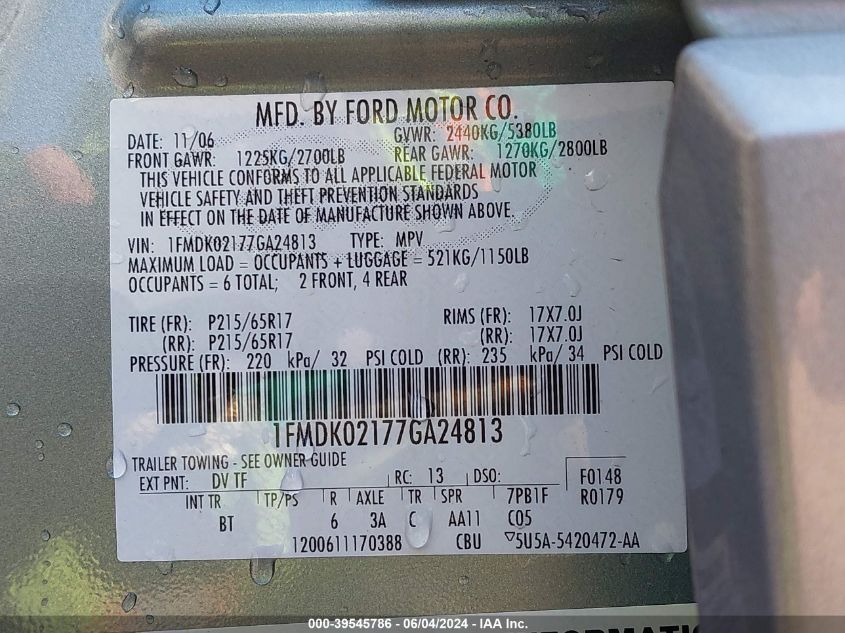 MFD. BY FORD MOTOR CO.
DATE: 11/06 GVWR: 2440KG/5380LB
FRONT GAWR: 1225KG/2700LB REAR GAWR: 1270KG/2800LB
THIS VEHICLE CONFORMS TO ALL APPLICABLE FEDERAL MOTOR
VEHICLE SAFETY AND THEFT PREVENTION STANDARDS
IN EFFECT ON THE DATE OF MANUFACTURE SHOWN ABOVE.
VIN: 1FMDK02177GA24813 TYPE: MPV
MAXIMUM LOAD = OCCUPANTS + LUGGAGE = 521KG/1150LB
OCCUPANTS = 6 TOTAL; 2 FRONT, 4 REAR
TIRE (FR): P215/65R17 RIMS (FR): 17X7.0J
(RR): P215/65R17 (RR): 17X7.0J
PRESSURE (FR): 220 kPa/ 32 PSI COLD (RR): 235 kPa/ 34 PSI COLD
1FMDK02177GA24813
TRAILER TOWING - SEE OWNER GUIDE
EXT PNT: DV TF RC: 13 DSO: F0148
INT TR TP/PS R AXLE TR SPR 7PB1F R0179
BT 6 3A C AA11 C05
1200611170388 CBU ▽5U5A-5420472-AA
000-39545786 - 06/04/2024 - IAA Inc.